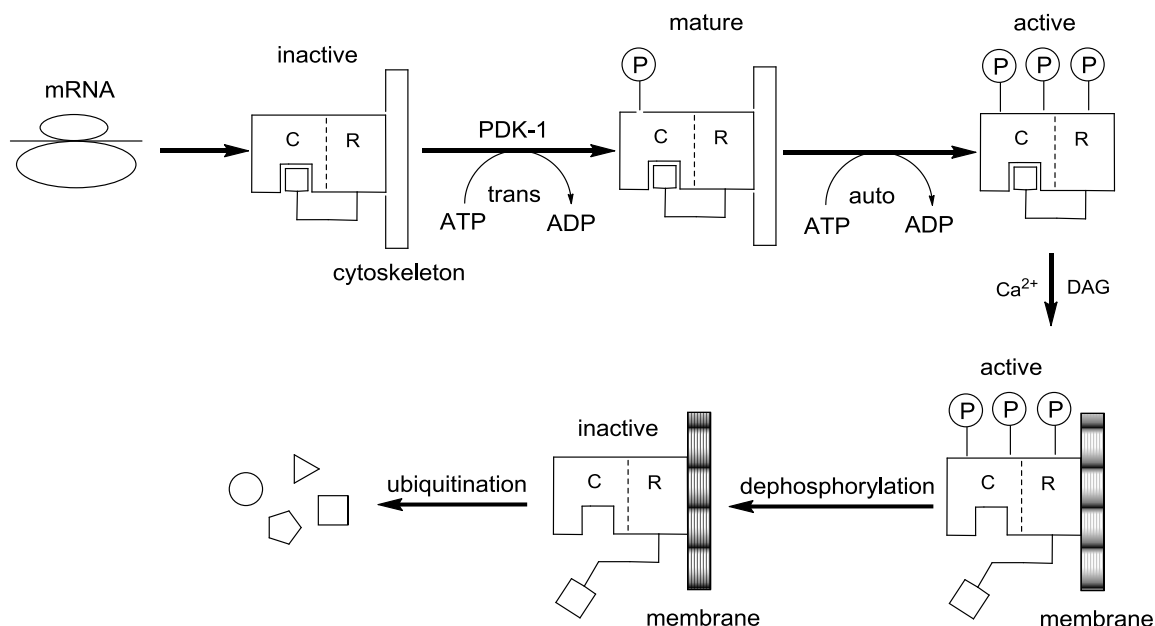 mRNA
inactive
C R
cytoskeleton
PDK-1
trans
ATP ADP
mature
P
C R
auto
ATP ADP
active
P P P
C R
Ca2+ DAG
active
P P P
C R
membrane
dephosphorylation
inactive
C R
membrane
ubiquitination